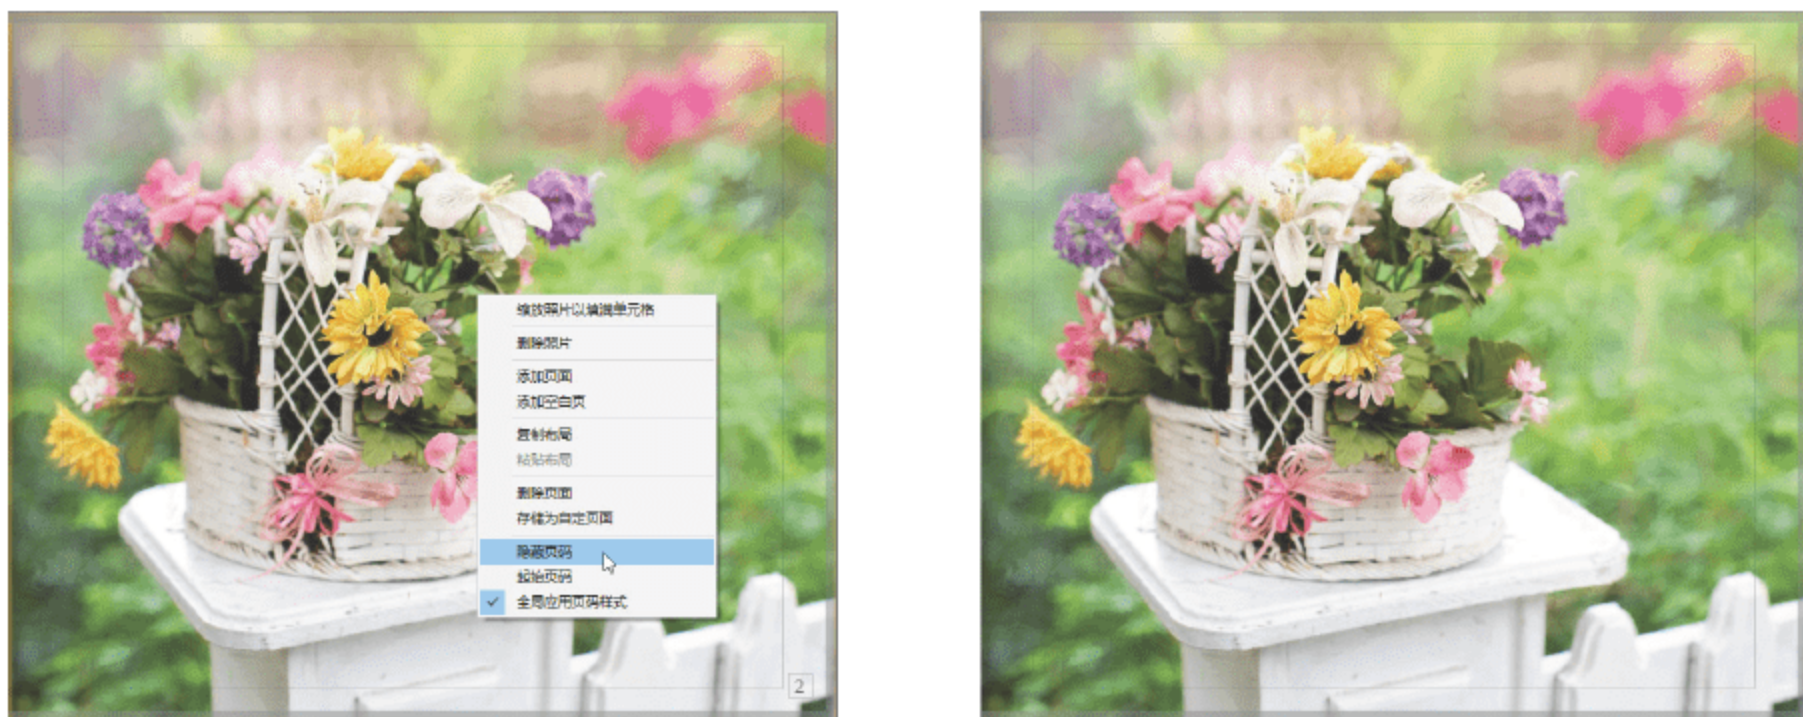 缩放照片以填满单元格
删除照片
添加页面
添加空白页
复制布局
粘贴布局
删除页面
存储为自定页面
隐藏页码
起始页码
全局应用页码样式
2